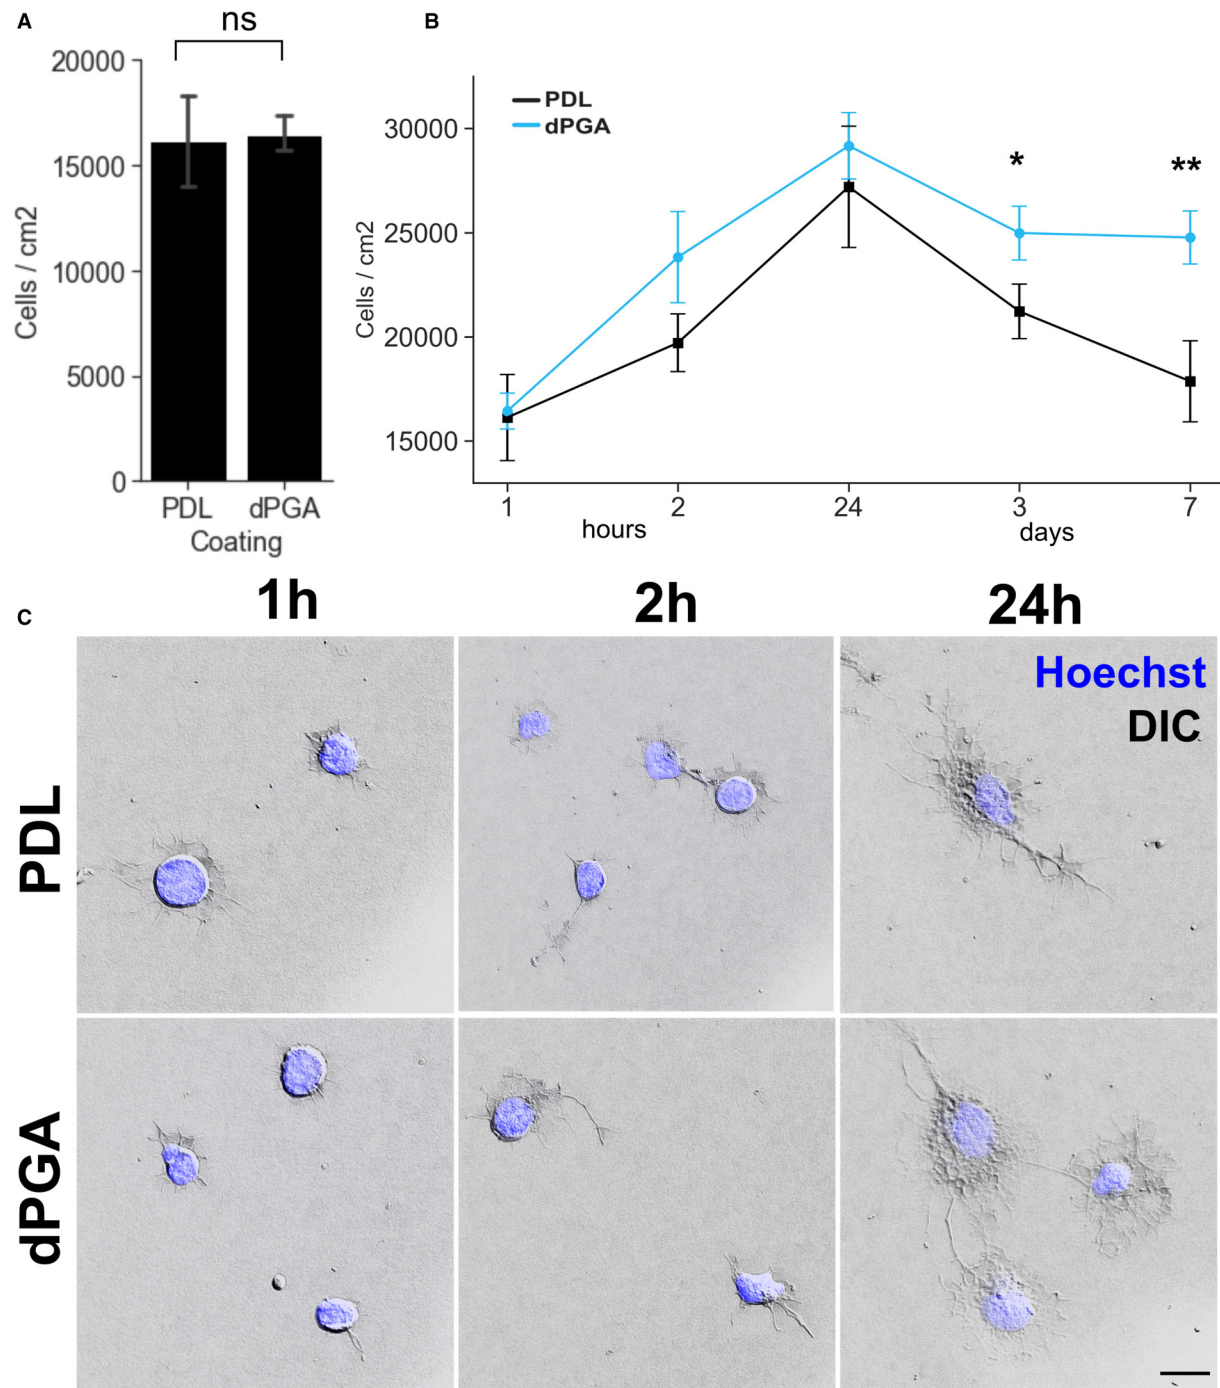 A
ns
20000
15000
10000
5000
0
Cells / cm2
PDL dPGA
Coating
B
PDL
dPGA
30000
25000
20000
15000
Cells / cm2
* **
1 2 24 3 7
hours days
C
1h 2h 24h
PDL
Hoechst
DIC
dPGA